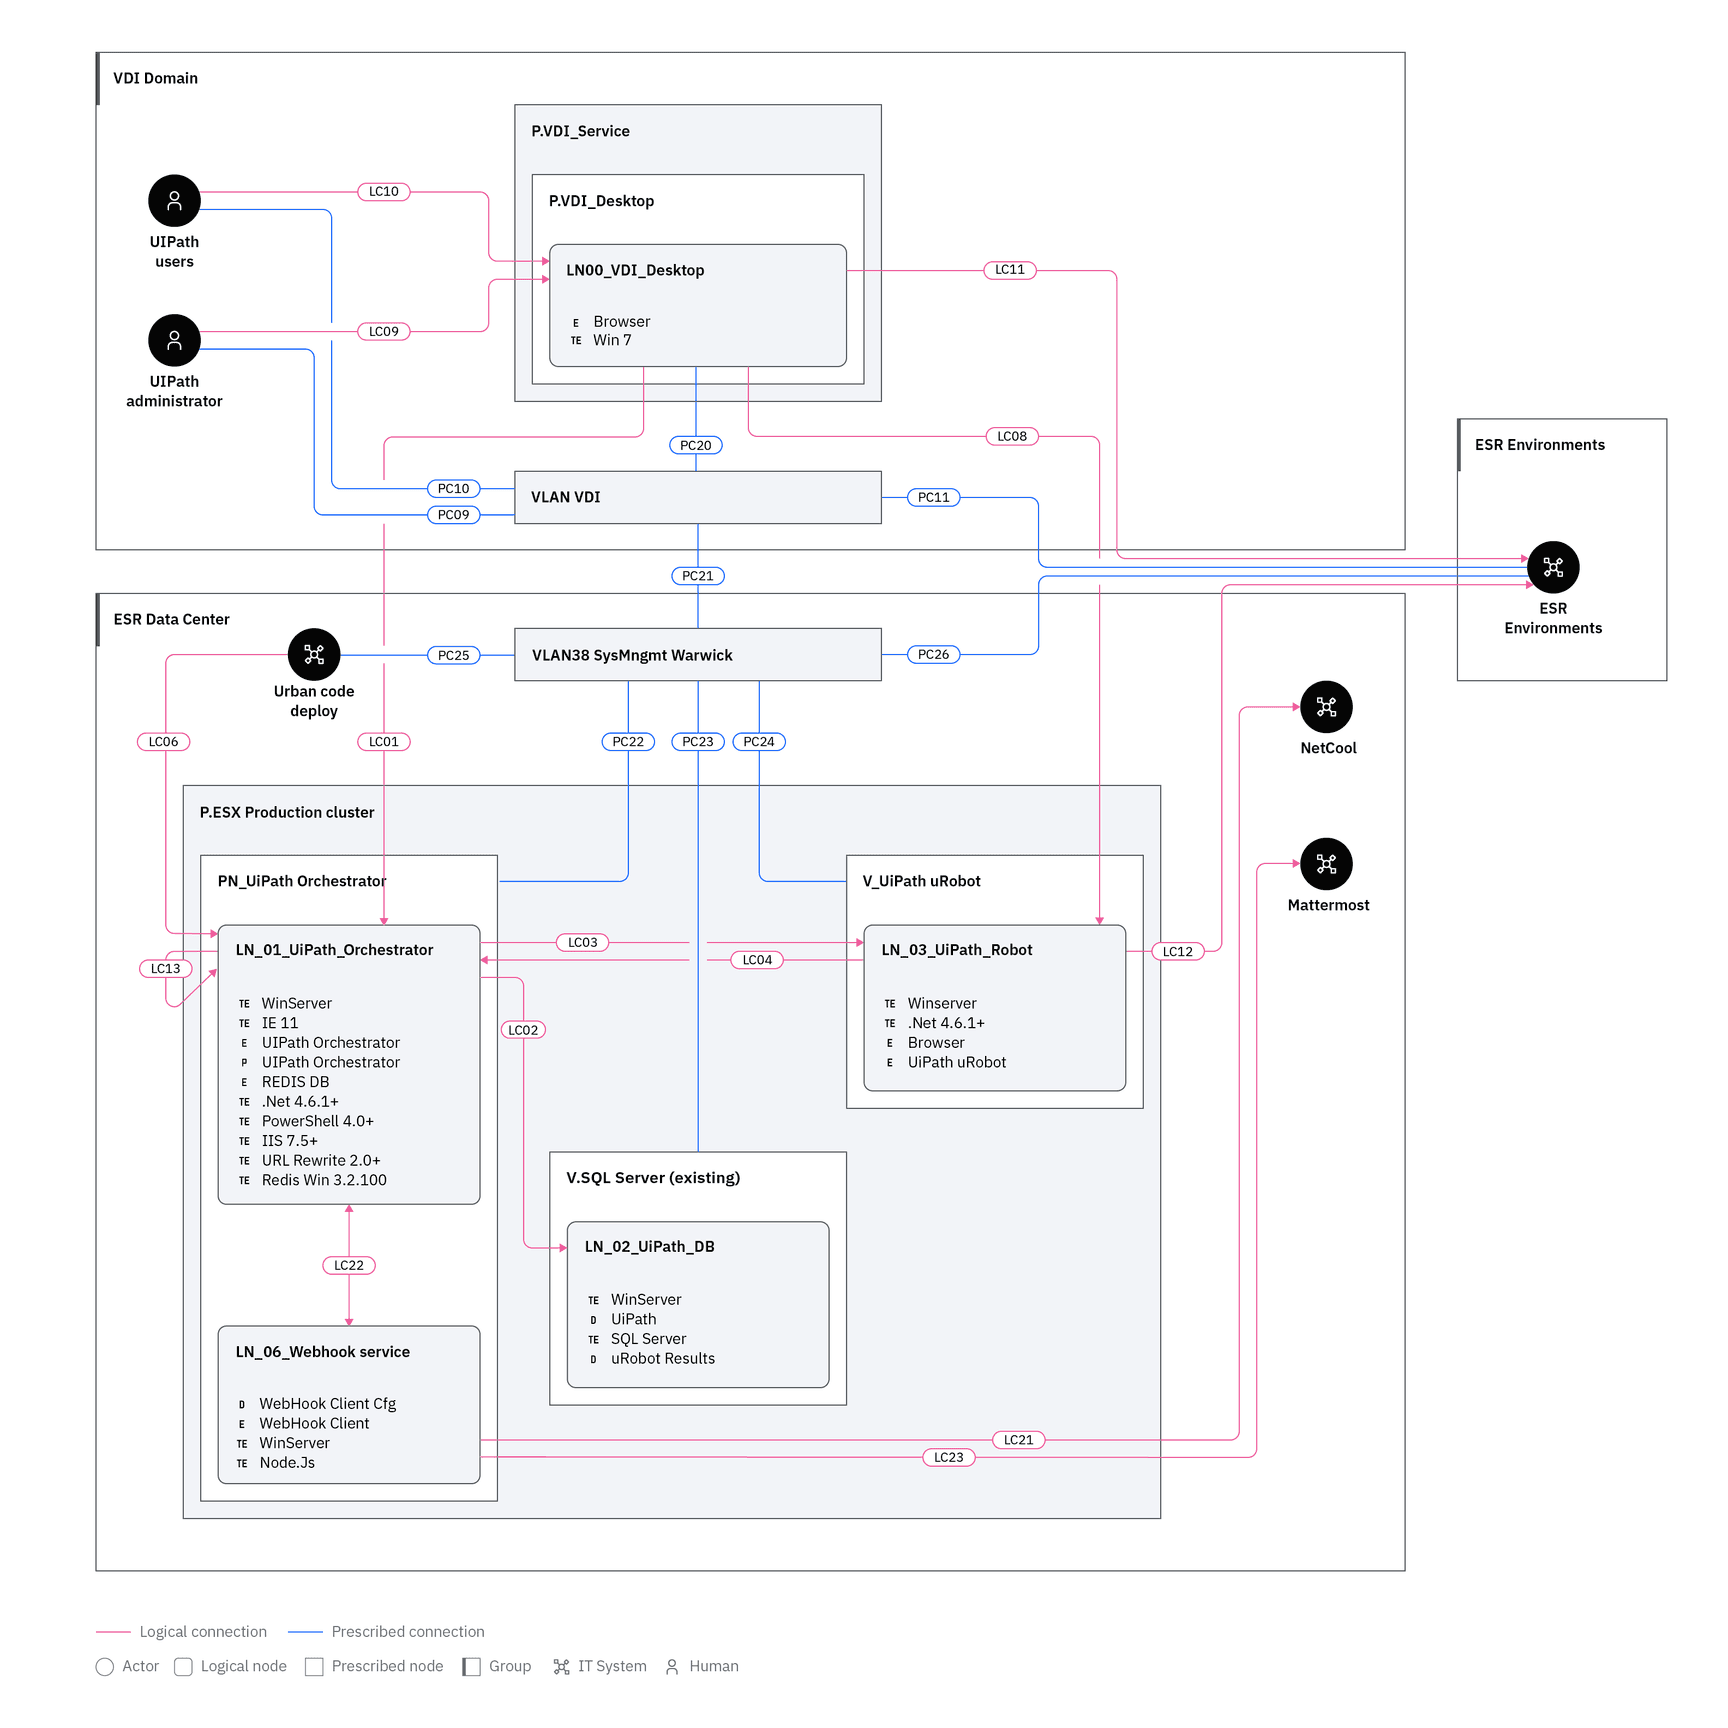 VDI Domain
P.VDI_Service
P.VDI_Desktop
LC10
UIPath
users
LN00_VDI_Desktop
LC11
E Browser
TE Win 7
LC09
UIPath
administrator
PC20
LC08
ESR Environments
PC10
VLAN VDI
PC11
PC09
PC21
ESR
Environments
ESR Data Center
PC25
VLAN38 SysMngmt Warwick
PC26
Urban code
deploy
LC06
LC01
PC22
PC23
PC24
NetCool
P.ESX Production cluster
PN_UiPath Orchestrator
V_UiPath uRobot
Mattermost
LN_01_UiPath_Orchestrator
LC03
LN_03_UiPath_Robot
LC12
LC13
LC04
TE WinServer
TE IE 11
E UIPath Orchestrator
P UIPath Orchestrator
E REDIS DB
TE .Net 4.6.1+
TE PowerShell 4.0+
TE IIS 7.5+
TE URL Rewrite 2.0+
TE Redis Win 3.2.100
LC02
TE Winserver
TE .Net 4.6.1+
E Browser
E UiPath uRobot
V.SQL Server (existing)
LN_02_UiPath_DB
TE WinServer
D UiPath
TE SQL Server
D uRobot Results
LC22
LN_06_Webhook service
D WebHook Client Cfg
E WebHook Client
TE WinServer
TE Node.Js
LC21
LC23
Logical connection
Prescribed connection
Actor
Logical node
Prescribed node
Group
IT System
Human